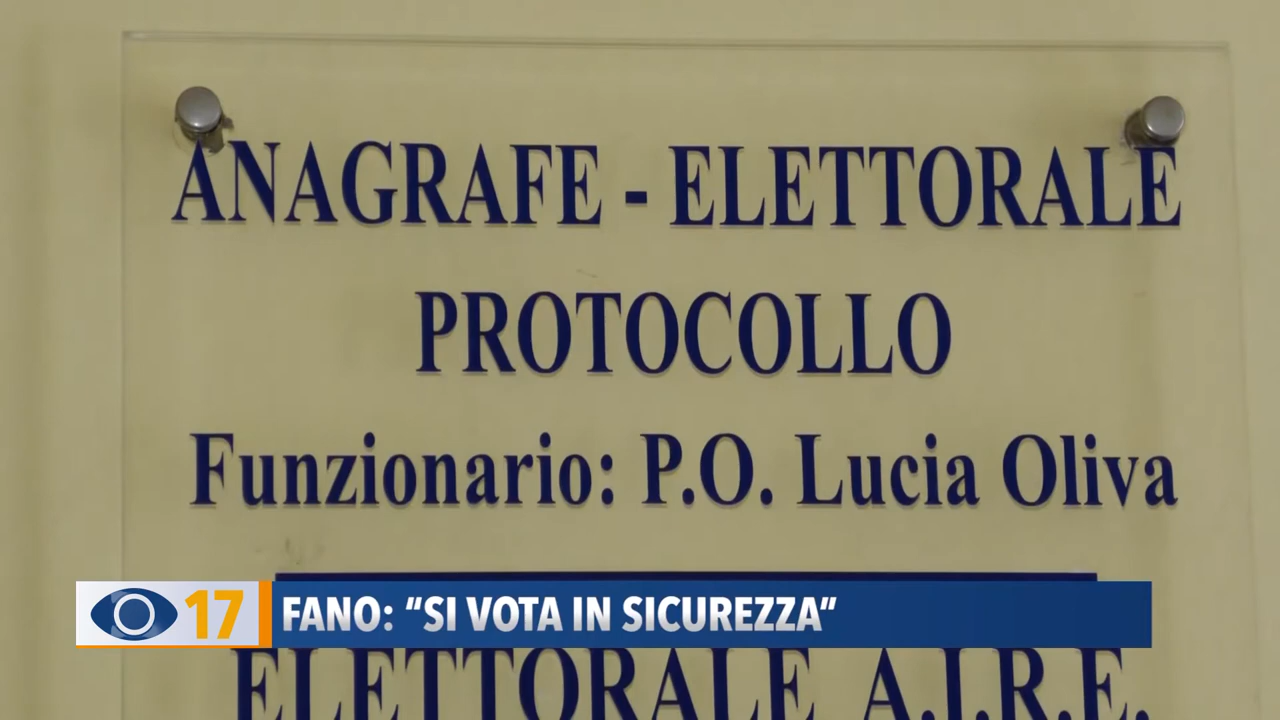 ANAGRAFE - ELETTORALE
PROTOCOLLO
Funzionario: P.O. Lucia Oliva
17 FANO: “SI VOTA IN SICUREZZA“
ELETTORALE A.I.R.E.